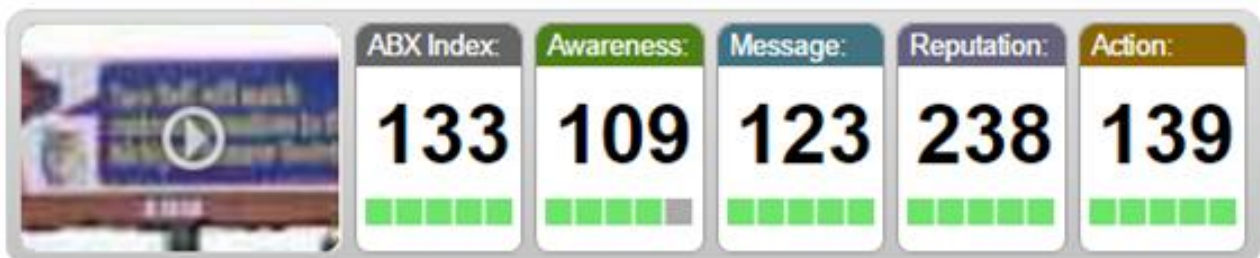 ABX Index:
Awareness:
Message:
Reputation:
Action:
133
109
123
238
139